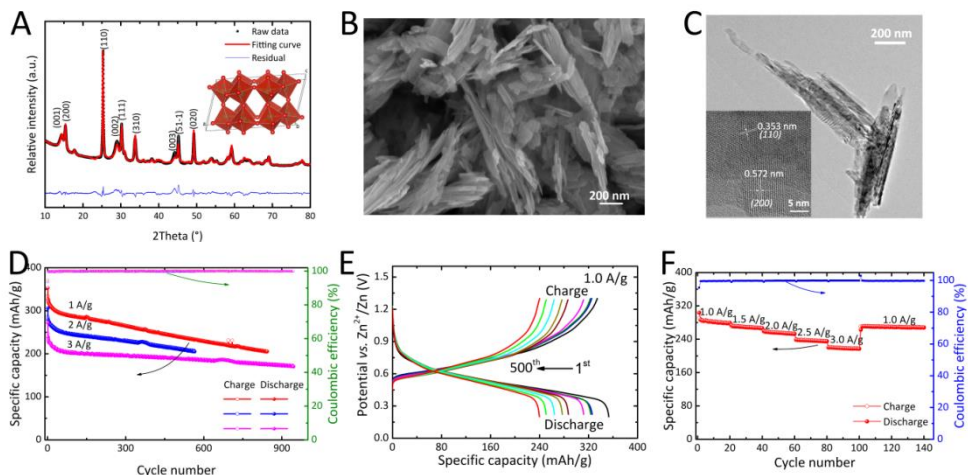 A
Relative intensity (a.u.)
(001)
(200)
(110)
(002)
(111)
(310)
(003)
(51-1)
(020)
Raw data
Fitting curve
Residual
10 20 30 40 50 60 70 80
2Theta (°)
B
200 nm
C
200 nm
0.353 nm
(110)
0.572 nm
(200)
5 nm
D
Specific capacity (mAh/g)
400
300
200
100
0
1 A/g
2 A/g
3 A/g
Charge Discharge
0 300 600 900
Cycle number
100
80
60
40
20
0
Coulombic efficiency (%)
E
Potential vs. Zn²⁺/Zn (V)
1.5
1.2
0.9
0.6
0.3
0.0
1.0 A/g
Charge
500th 1st
Discharge
0 80 160 240 320 400
Specific capacity (mAh/g)
F
Specific capacity (mAh/g)
400
320
240
160
80
0
1.0 A/g
1.5 A/g
2.0 A/g
2.5 A/g
3.0 A/g
1.0 A/g
Charge
Discharge
0 20 40 60 80 100 120 140
Cycle number
100
80
60
40
20
0
Coulombic efficiency (%)